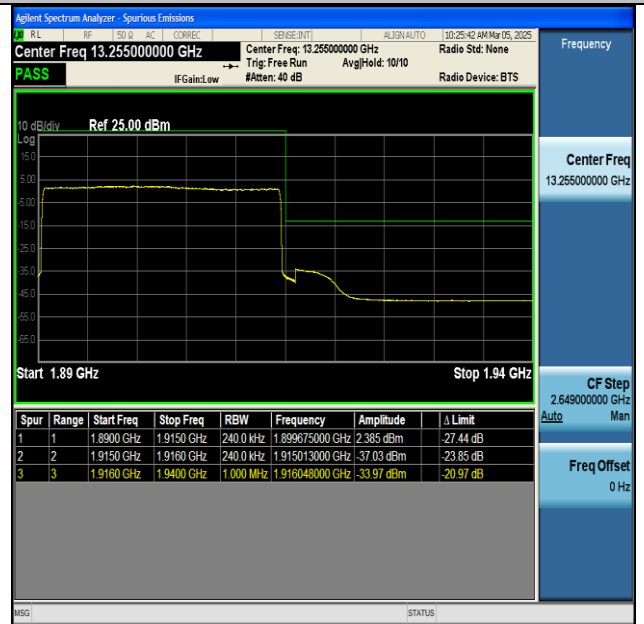 Agilent Spectrum Analyzer - Spurious Emissions
LXI RL RF 50 Ω AC CORREC SENSE:INT ALIGN AUTO 10:25:42 AM Mar 05, 2025
Center Freq 13.255000000 GHz
Center Freq: 13.255000000 GHz
Radio Std: None
Trig: Free Run Avg|Hold: 10/10
PASS
IFGain:Low
#Atten: 40 dB
Radio Device: BTS
10 dB/div Ref 25.00 dBm
Log
15.0
5.00
-5.00
-15.0
-25.0
-35.0
-45.0
-55.0
-65.0
Start 1.89 GHz Stop 1.94 GHz
Spur Range Start Freq Stop Freq RBW Frequency Amplitude Δ Limit
1 1 1.8900 GHz 1.9150 GHz 240.0 kHz 1.899675000 GHz 2.385 dBm -27.44 dB
2 2 1.9150 GHz 1.9160 GHz 240.0 kHz 1.915013000 GHz -37.03 dBm -23.85 dB
3 3 1.9160 GHz 1.9400 GHz 1.000 MHz 1.916048000 GHz -33.97 dBm -20.97 dB
MSG STATUS
Frequency
Center Freq
13.255000000 GHz
CF Step
2.649000000 GHz
Auto Man
Freq Offset
0 Hz